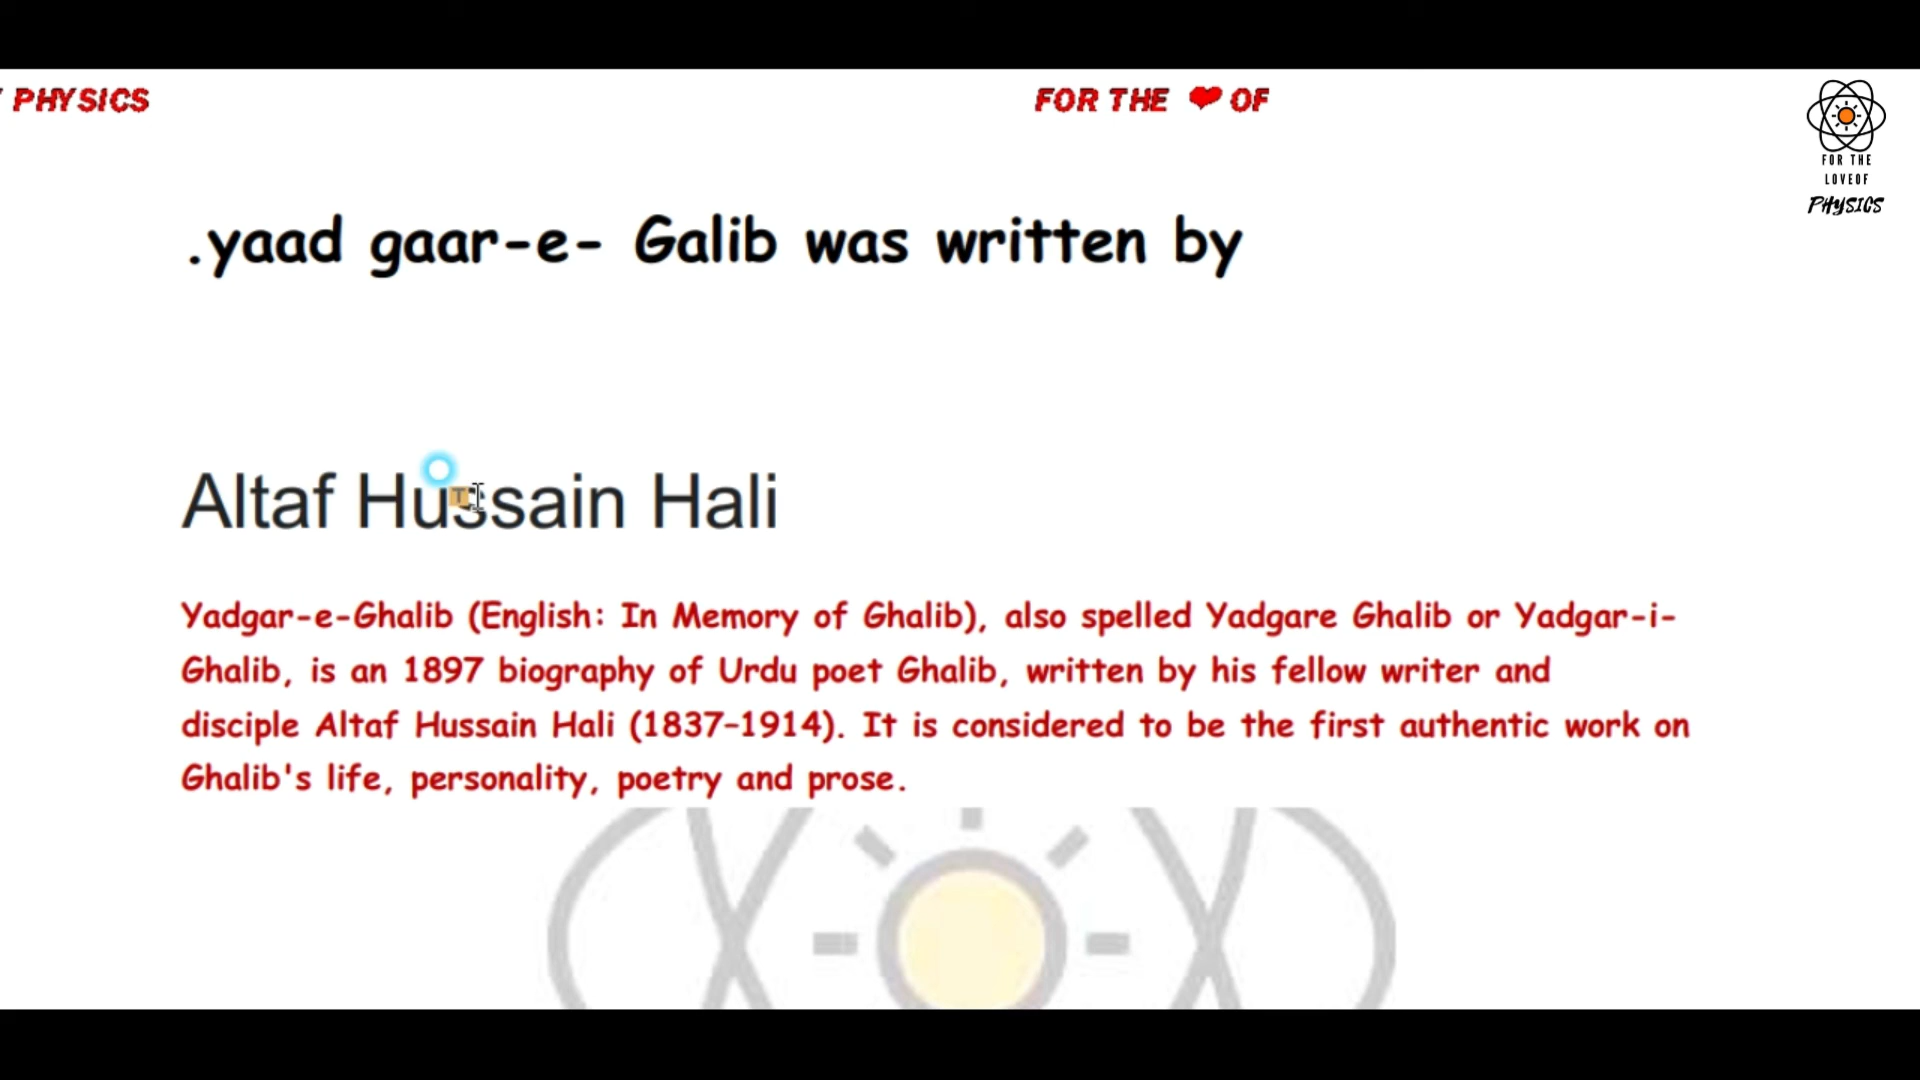 PHYSICS
FOR THE ❤ OF
FOR THE
LOVEOF
PHYSICS
.yaad gaar-e- Galib was written by
Altaf Hussain Hali
Yadgar-e-Ghalib (English: In Memory of Ghalib), also spelled Yadgare Ghalib or Yadgar-i-
Ghalib, is an 1897 biography of Urdu poet Ghalib, written by his fellow writer and
disciple Altaf Hussain Hali (1837–1914). It is considered to be the first authentic work on
Ghalib's life, personality, poetry and prose.